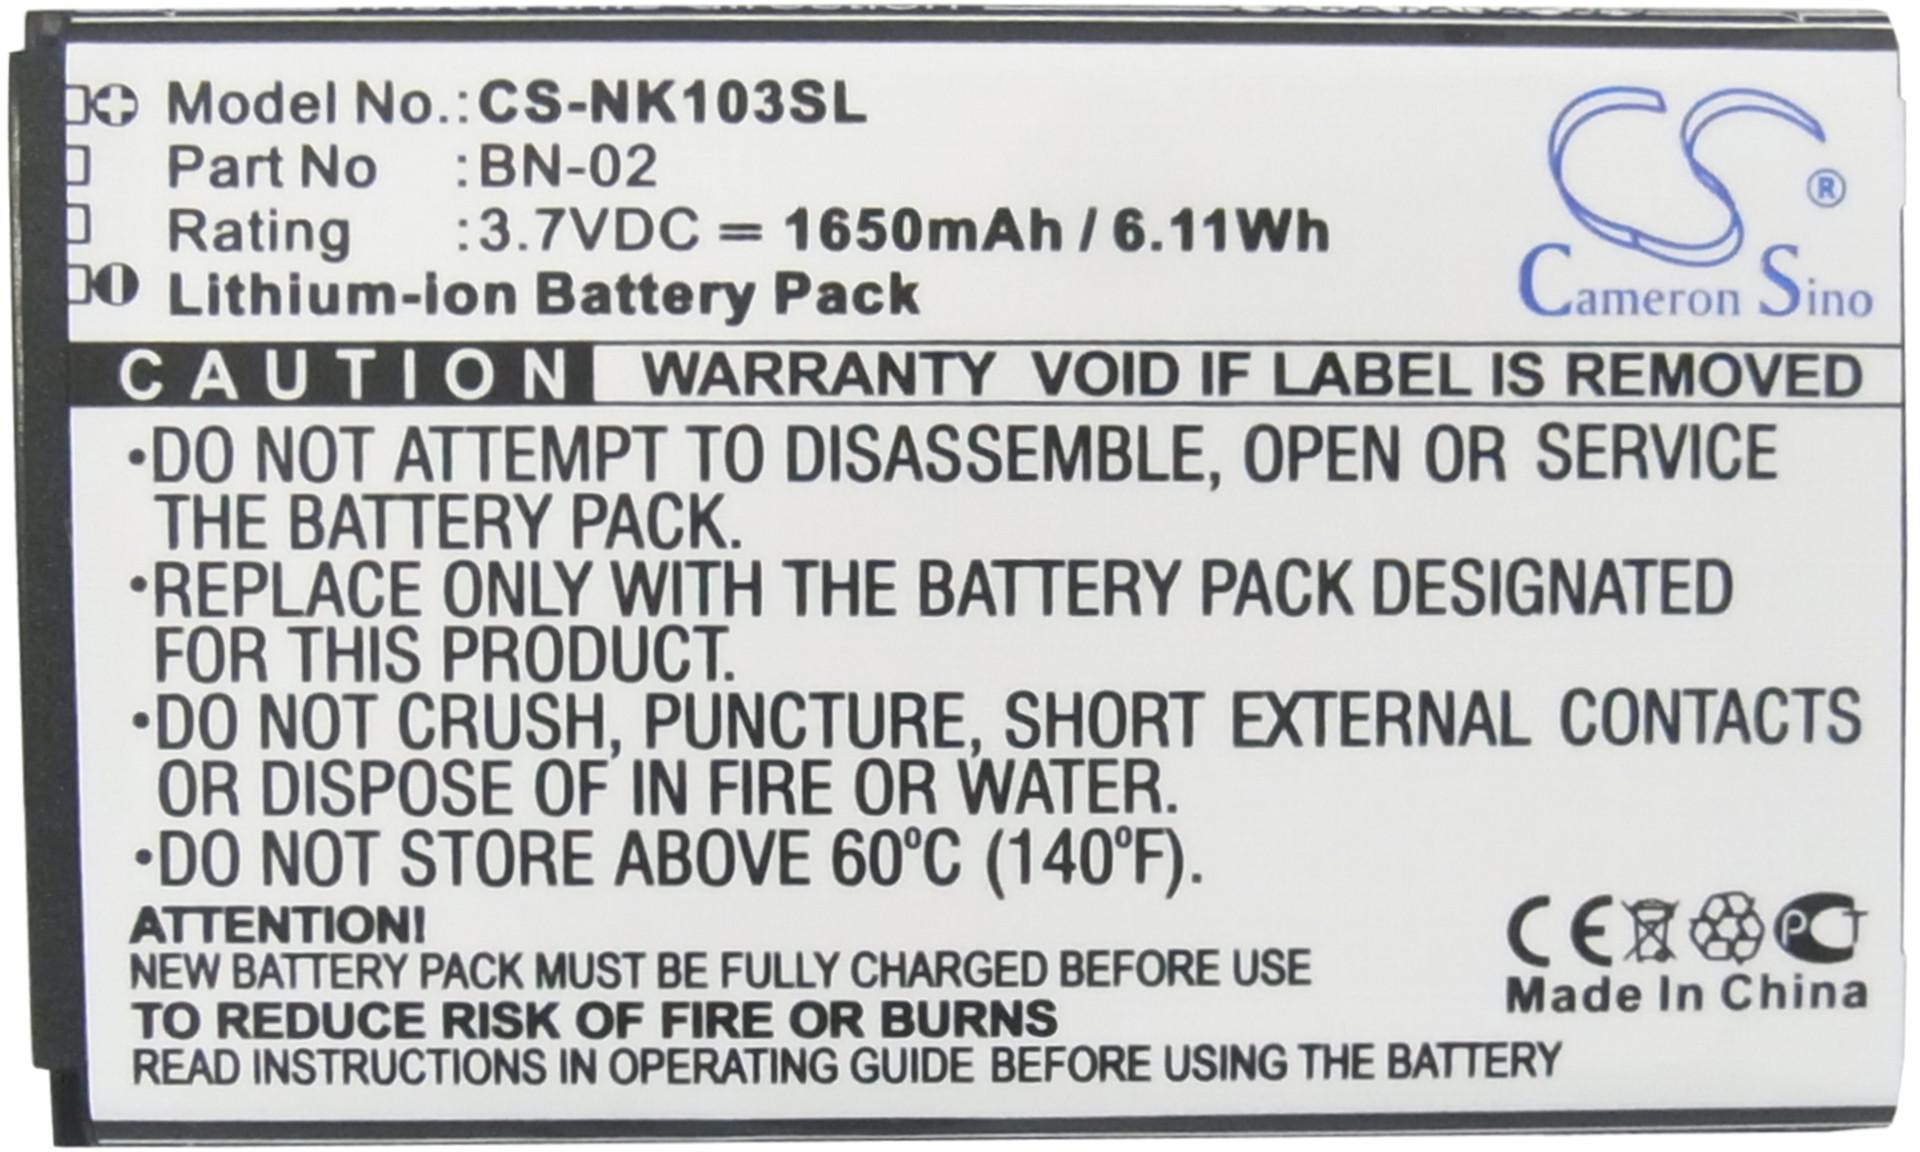 Model No.:CS-NK103SL
Part No :BN-02
Rating :3.7VDC = 1650mAh / 6.11Wh
Lithium-ion Battery Pack
CS ®
Cameron Sino
CAUTION WARRANTY VOID IF LABEL IS REMOVED
•DO NOT ATTEMPT TO DISASSEMBLE, OPEN OR SERVICE
THE BATTERY PACK.
•REPLACE ONLY WITH THE BATTERY PACK DESIGNATED
FOR THIS PRODUCT.
•DO NOT CRUSH, PUNCTURE, SHORT EXTERNAL CONTACTS
OR DISPOSE OF IN FIRE OR WATER.
•DO NOT STORE ABOVE 60ºC (140ºF).
ATTENTION!
NEW BATTERY PACK MUST BE FULLY CHARGED BEFORE USE
TO REDUCE RISK OF FIRE OR BURNS
READ INSTRUCTIONS IN OPERATING GUIDE BEFORE USING THE BATTERY
CE PCT
Made In China